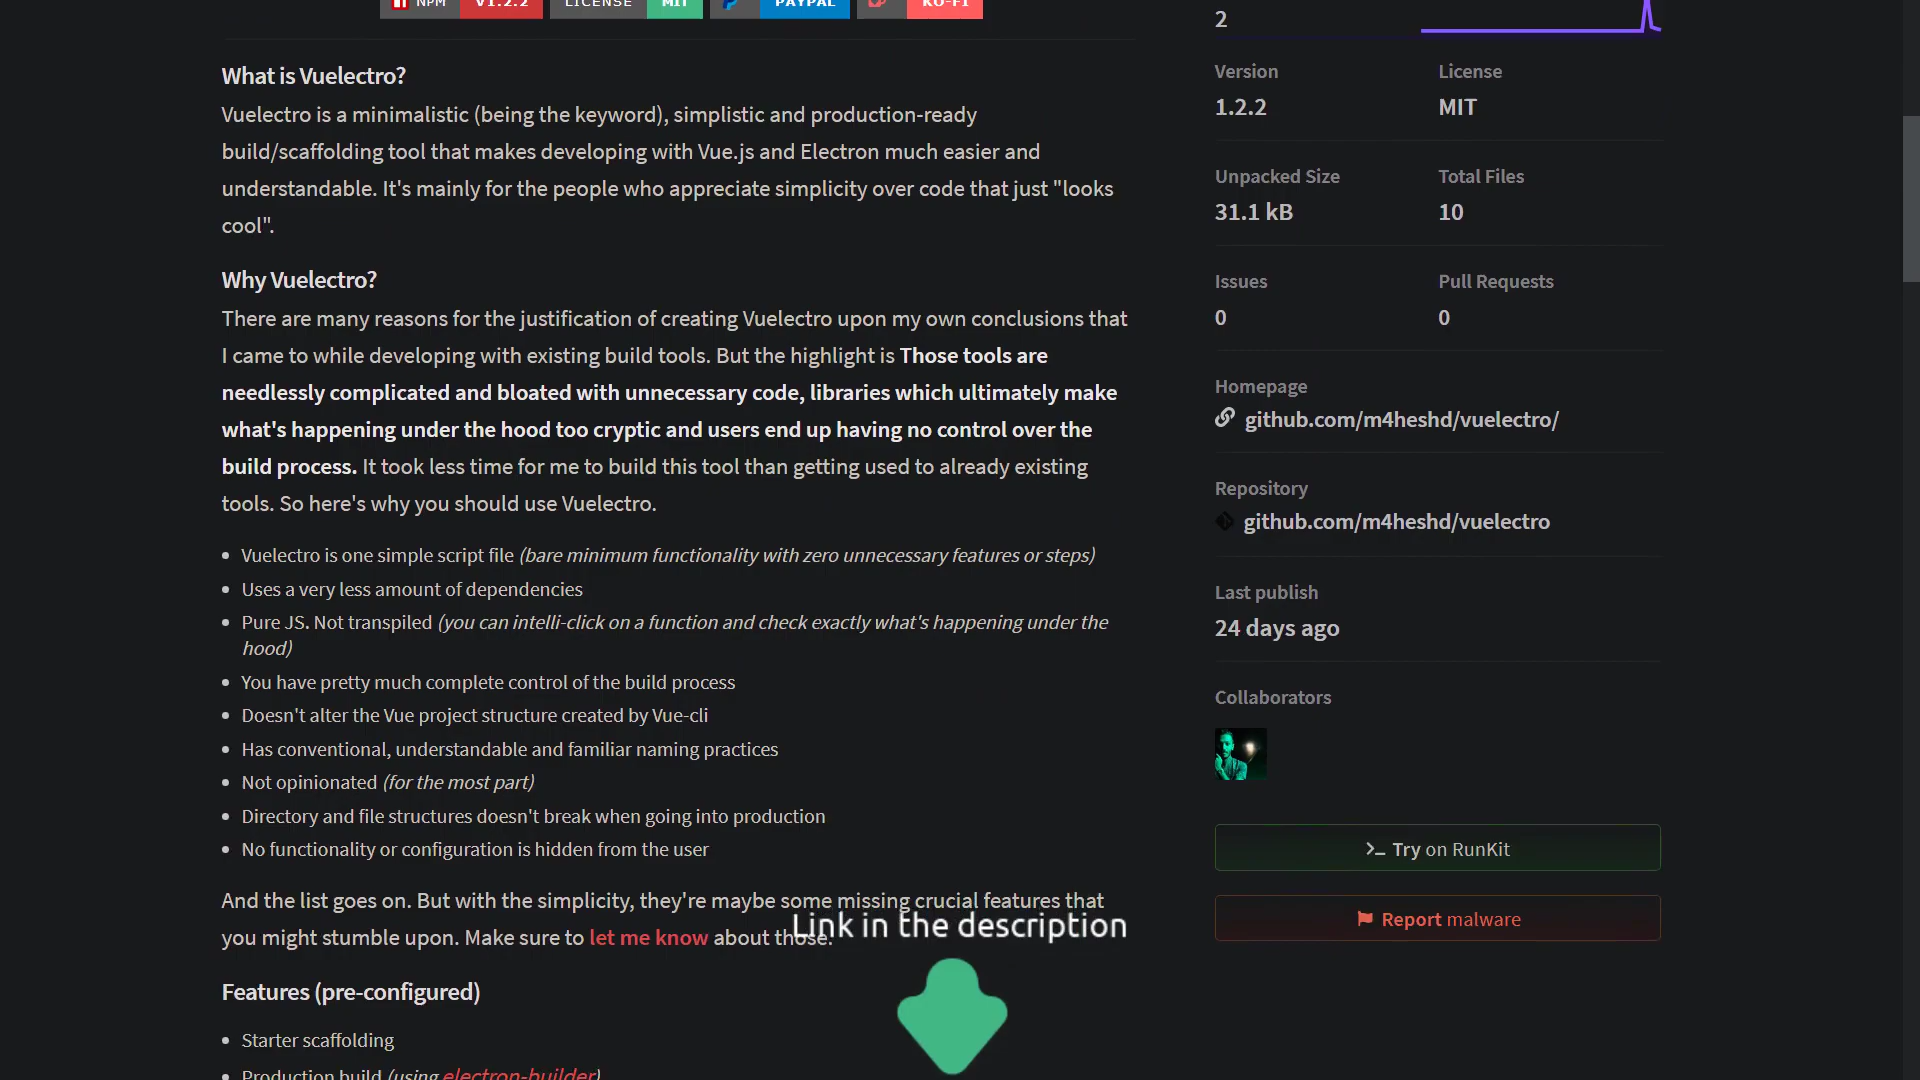 NPM V1.2.2 LICENSE MIT PAYPAL KO-FI
What is Vuelectro?
Vuelectro is a minimalistic (being the keyword), simplistic and production-ready
build/scaffolding tool that makes developing with Vue.js and Electron much easier and
understandable. It's mainly for the people who appreciate simplicity over code that just "looks
cool".
Why Vuelectro?
There are many reasons for the justification of creating Vuelectro upon my own conclusions that
I came to while developing with existing build tools. But the highlight is Those tools are
needlessly complicated and bloated with unnecessary code, libraries which ultimately make
what's happening under the hood too cryptic and users end up having no control over the
build process. It took less time for me to build this tool than getting used to already existing
tools. So here's why you should use Vuelectro.
• Vuelectro is one simple script file (bare minimum functionality with zero unnecessary features or steps)
• Uses a very less amount of dependencies
• Pure JS. Not transpiled (you can intelli-click on a function and check exactly what's happening under the
hood)
• You have pretty much complete control of the build process
• Doesn't alter the Vue project structure created by Vue-cli
• Has conventional, understandable and familiar naming practices
• Not opinionated (for the most part)
• Directory and file structures doesn't break when going into production
• No functionality or configuration is hidden from the user
And the list goes on. But with the simplicity, they're maybe some missing crucial features that
you might stumble upon. Make sure to let me know about those.
Link in the description
Features (pre-configured)
• Starter scaffolding
• Production build (using electron-builder)
2
Version License
1.2.2 MIT
Unpacked Size Total Files
31.1 kB 10
Issues Pull Requests
0 0
Homepage
github.com/m4heshd/vuelectro/
Repository
github.com/m4heshd/vuelectro
Last publish
24 days ago
Collaborators
>_ Try on RunKit
Report malware